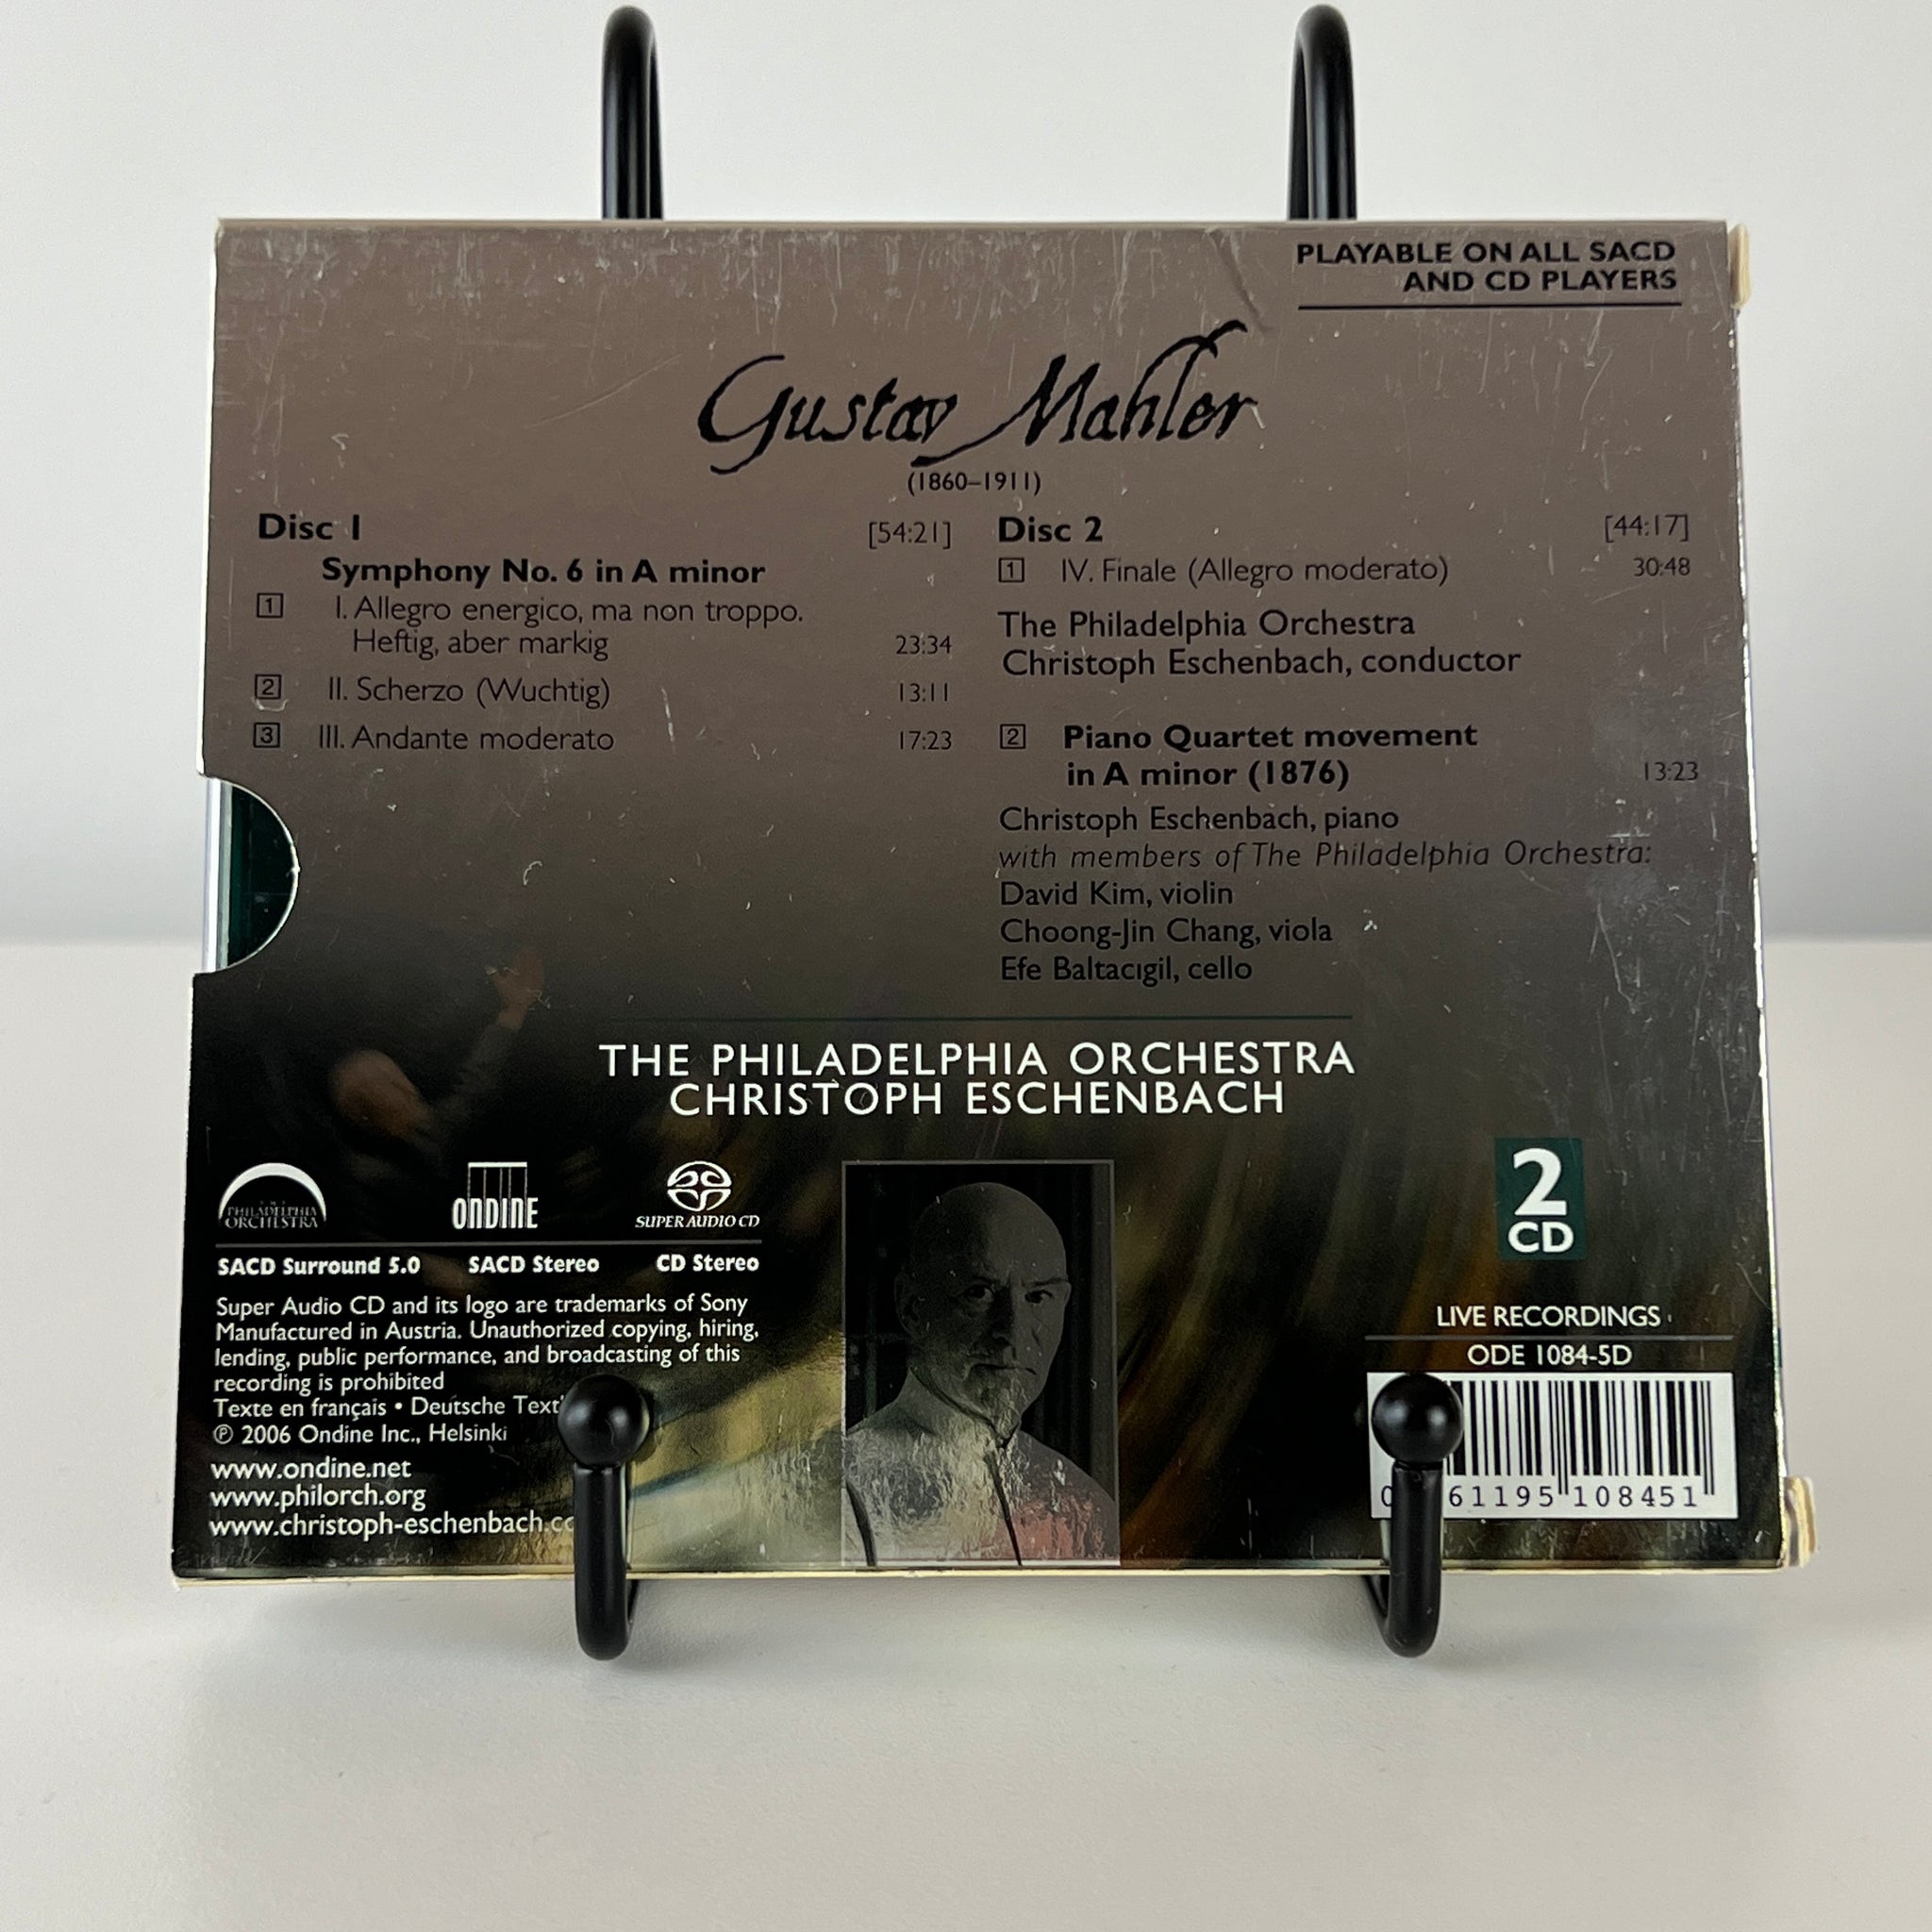 PLAYABLE ON ALL SACD
AND CD PLAYERS
Gustav Mahler
(1860–1911)
Disc 1 [54:21]
Symphony No. 6 in A minor
1 I. Allegro energico, ma non troppo.
Heftig, aber markig 23:34
2 II. Scherzo (Wuchtig) 13:11
3 III. Andante moderato 17:23
Disc 2 [44:17]
1 IV. Finale (Allegro moderato) 30:48
The Philadelphia Orchestra
Christoph Eschenbach, conductor
2 Piano Quartet movement
in A minor (1876) 13:23
Christoph Eschenbach, piano
with members of The Philadelphia Orchestra:
David Kim, violin
Choong-Jin Chang, viola
Efe Baltacıgil, cello
THE PHILADELPHIA ORCHESTRA
CHRISTOPH ESCHENBACH
THE
PHILADELPHIA
ORCHESTRA
ONDINE
SUPER AUDIO CD
SACD Surround 5.0 SACD Stereo CD Stereo
Super Audio CD and its logo are trademarks of Sony
Manufactured in Austria. Unauthorized copying, hiring,
lending, public performance, and broadcasting of this
recording is prohibited
Texte en français • Deutsche
℗ 2006 Ondine Inc., Helsinki
www.ondine.net
www.philorch.org
www.christoph-eschenbach.
2
CD
LIVE RECORDINGS
ODE 1084-5D
0 61195 108451